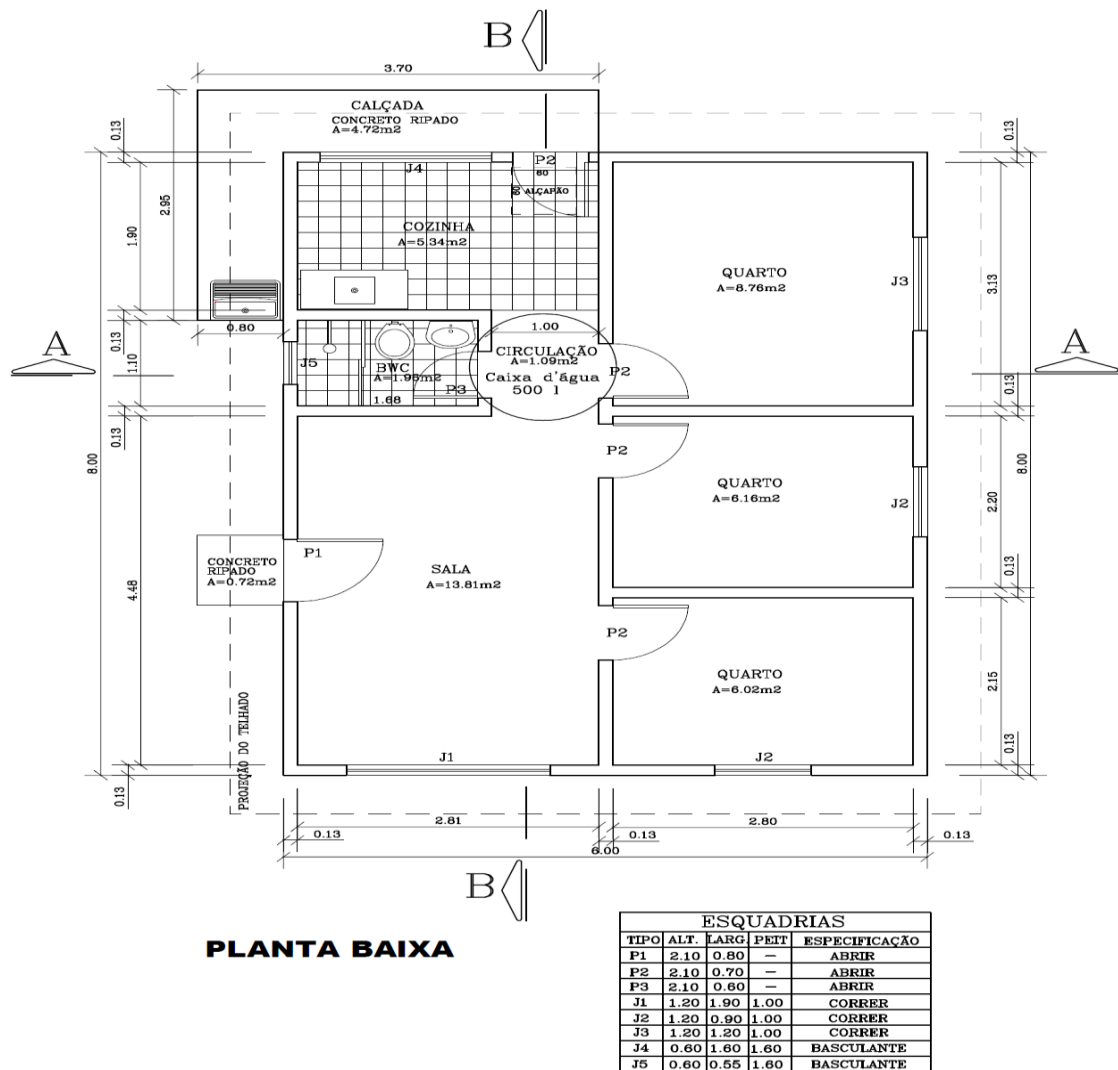 B
3.70
CALÇADA
CONCRETO RIPADO
A=4.72m2
0.13
0.13
J4
P2
60
60
ALÇAPÃO
COZINHA
A=5.34m2
QUARTO
A=8.76m2
J3
3.13
2.95
1.90
0.80
0.13
1.10
0.13
8.00
A
A
J5
BWC
A=1.96m2
1.68
P3
1.00
CIRCULAÇÃO
A=1.09m2
Caixa d'água
500 l
P2
0.13
8.00
P2
QUARTO
A=6.16m2
J2
2.20
0.13
CONCRETO
RIPADO
A=0.72m2
P1
SALA
A=13.81m2
4.48
P2
QUARTO
A=6.02m2
2.15
0.13
PROJEÇÃO DO TELHADO
J1
J2
0.13
2.81
2.80
0.13
0.13
0.13
6.00
B
PLANTA BAIXA
ESQUADRIAS
TIPO ALT. LARG. PEIT ESPECIFICAÇÃO
P1 2.10 0.80 – ABRIR
P2 2.10 0.70 – ABRIR
P3 2.10 0.60 – ABRIR
J1 1.20 1.90 1.00 CORRER
J2 1.20 0.90 1.00 CORRER
J3 1.20 1.20 1.00 CORRER
J4 0.60 1.60 1.60 BASCULANTE
J5 0.60 0.55 1.60 BASCULANTE